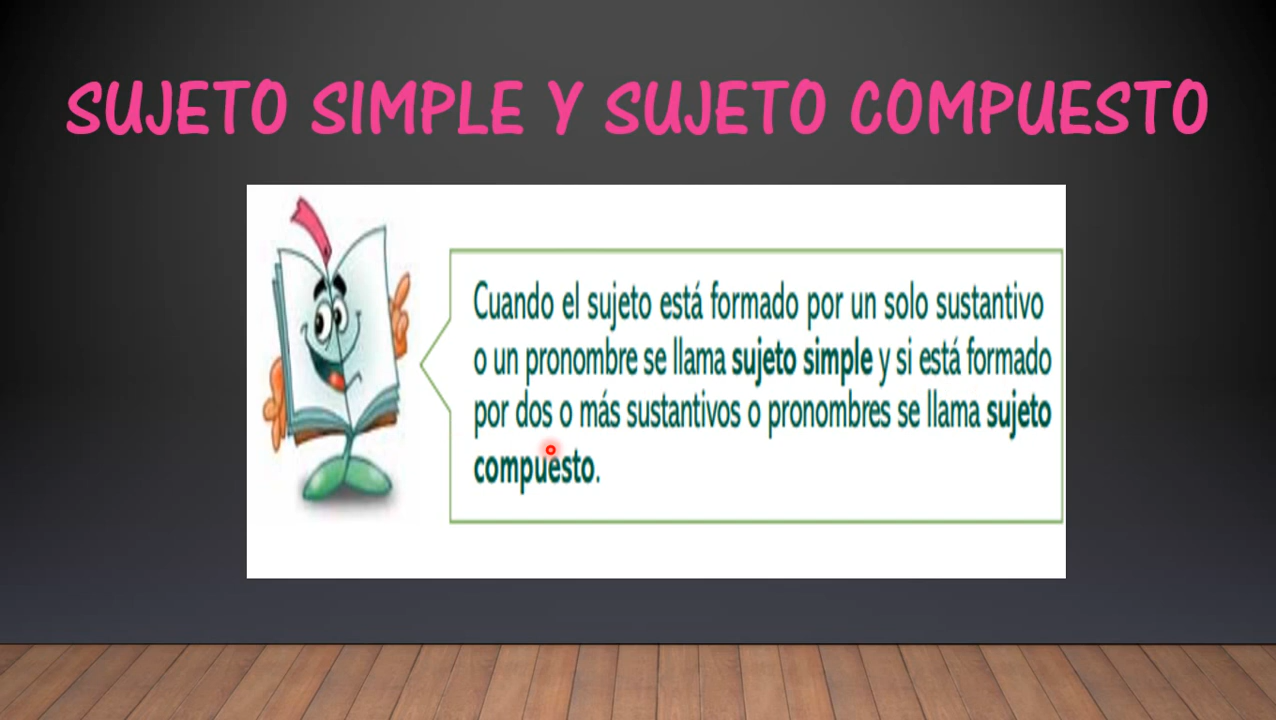 SUJETO SIMPLE Y SUJETO COMPUESTO
Cuando el sujeto está formado por un solo sustantivo
o un pronombre se llama sujeto simple y si está formado
por dos o más sustantivos o pronombres se llama sujeto
compuesto.